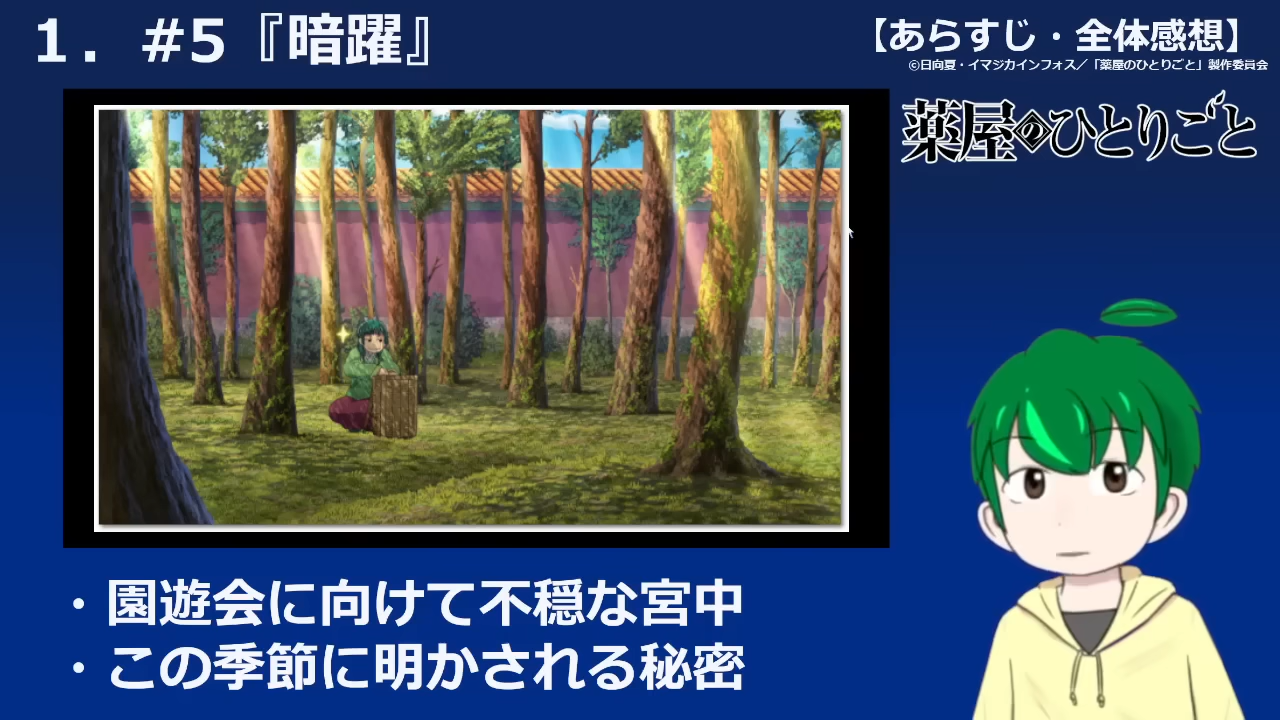 1．#5『暗躍』
【あらすじ・全体感想】
©日向夏・イマジカインフォス／「薬屋のひとりごと」製作委員会
薬屋のひとりごと
・園遊会に向けて不穏な宮中
・この季節に明かされる秘密